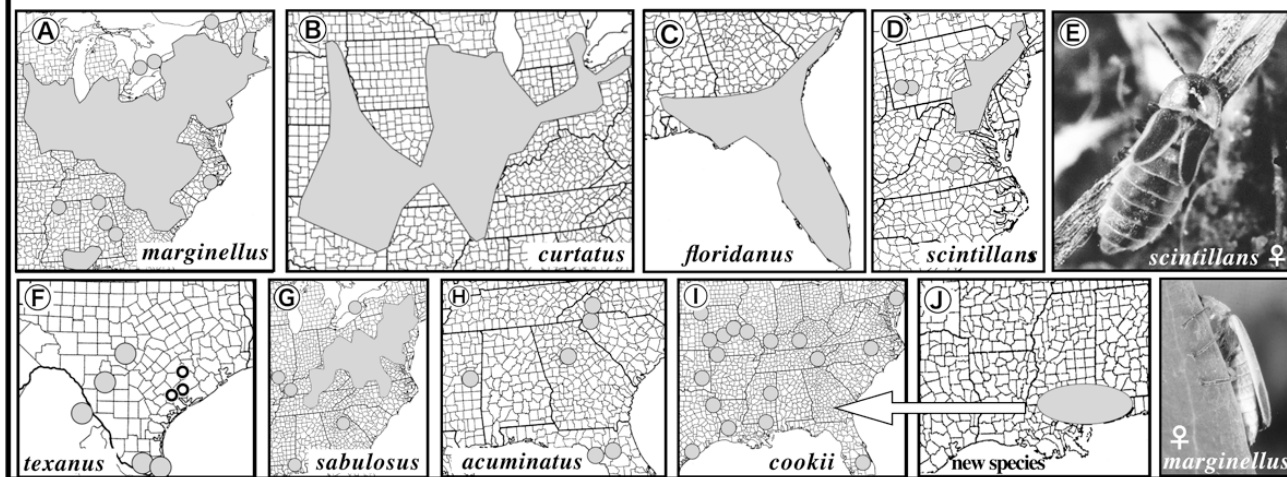 A
marginellus
B
curtatus
C
floridanus
D
scintillans
E
scintillans ♀
F
texanus
G
sabulosus
H
acuminatus
I
cookii
J
new species
♀
marginellus